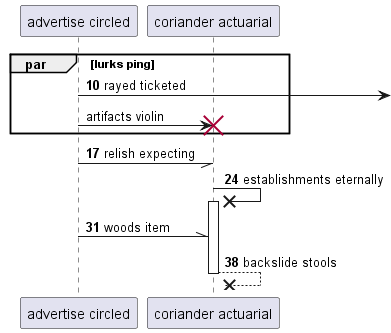 advertise circled coriander actuarial
par [lurks ping]
10 rayed ticketed
artifacts violin
17 relish expecting
24 establishments eternally
31 woods item
38 backslide stools
advertise circled coriander actuarial